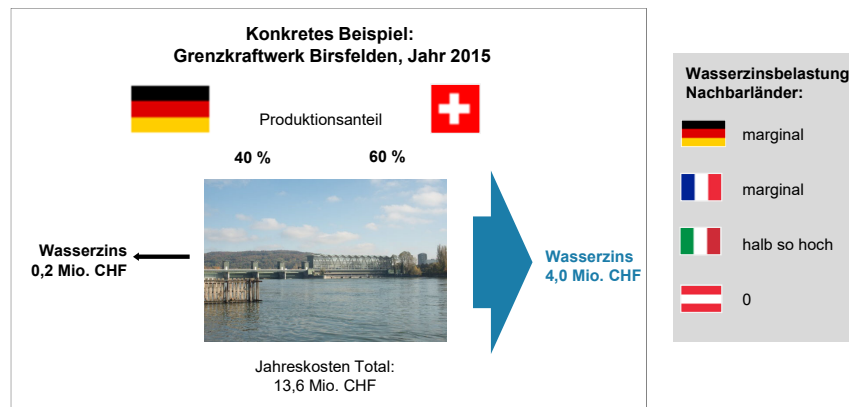 Konkretes Beispiel:
Grenzkraftwerk Birsfelden, Jahr 2015
Produktionsanteil
40 %
60 %
Wasserzins
0,2 Mio. CHF
Wasserzins
4,0 Mio. CHF
Jahreskosten Total:
13,6 Mio. CHF
Wasserzinsbelastung
Nachbarländer:
marginal
marginal
halb so hoch
0